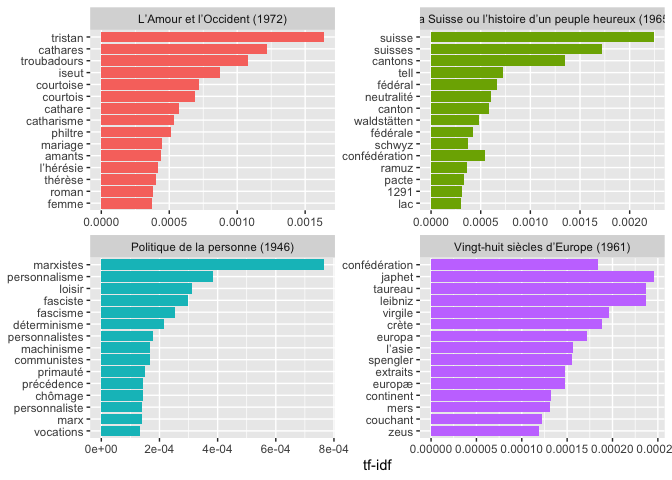 L'Amour et l'Occident (1972)
tristan
cathares
troubadours
iseut
courtoise
courtois
cathare
catharisme
philtre
mariage
amants
l'hérésie
thérèse
roman
femme
0.0000 0.0005 0.0010 0.0015
a Suisse ou l'histoire d'un peuple heureux (1965
suisse
suisses
cantons
tell
fédéral
neutralité
canton
waldstätten
fédérale
schwyz
confédération
ramuz
pacte
1291
lac
0.0000 0.0005 0.0010 0.0015 0.0020
Politique de la personne (1946)
marxistes
personnalisme
loisir
fasciste
fascisme
déterminisme
personnalistes
machinisme
communistes
primauté
précédence
chômage
personnaliste
marx
vocations
0e+00 2e-04 4e-04 6e-04 8e-04
Vingt-huit siècles d'Europe (1961)
confédération
japhet
taureau
leibniz
virgile
crète
europa
l'asie
spengler
extraits
europæ
continent
mers
couchant
zeus
0.00000 0.00005 0.00010 0.00015 0.00020 0.0002
tf-idf